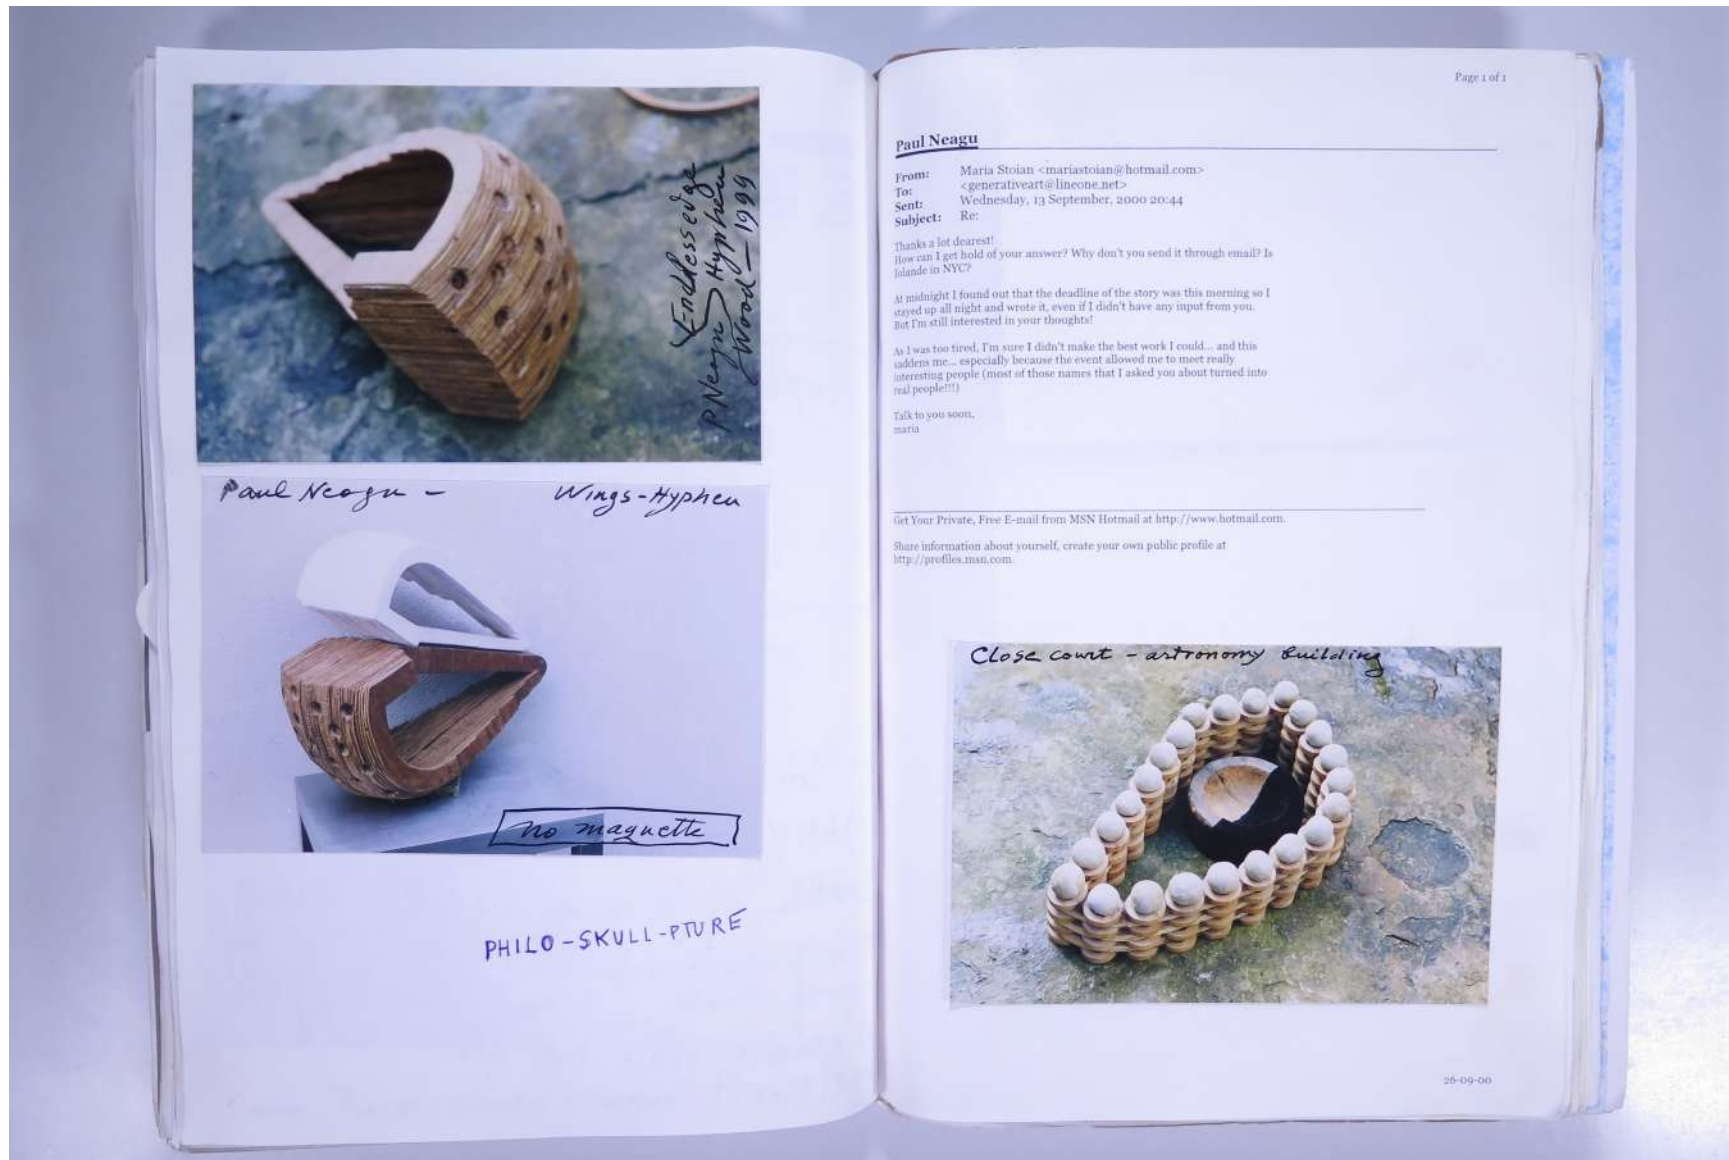 Endless edge
P Neagu Hyphen
Wood — 1999
Paul Neagu — Wings-Hyphen
no maquette
PHILO-SKULL-PTURE
Page 1 of 1
Paul Neagu
From: Maria Stoian <mariastoian@hotmail.com>
To: <generativeart@lineone.net>
Sent: Wednesday, 13 September, 2000 20:44
Subject: Re:
Thanks a lot dearest!
How can I get hold of your answer? Why don't you send it through email? Is
Jolande in NYC?
At midnight I found out that the deadline of the story was this morning so I
stayed up all night and wrote it, even if I didn't have any input from you.
But I'm still interested in your thoughts!
As I was too tired, I'm sure I didn't make the best work I could... and this
saddens me... especially because the event allowed me to meet really
interesting people (most of those names that I asked you about turned into
real people!!!)
Talk to you soon,
maria
Get Your Private, Free E-mail from MSN Hotmail at http://www.hotmail.com.
Share information about yourself, create your own public profile at
http://profiles.msn.com.
Close court - astronomy building
26-09-00